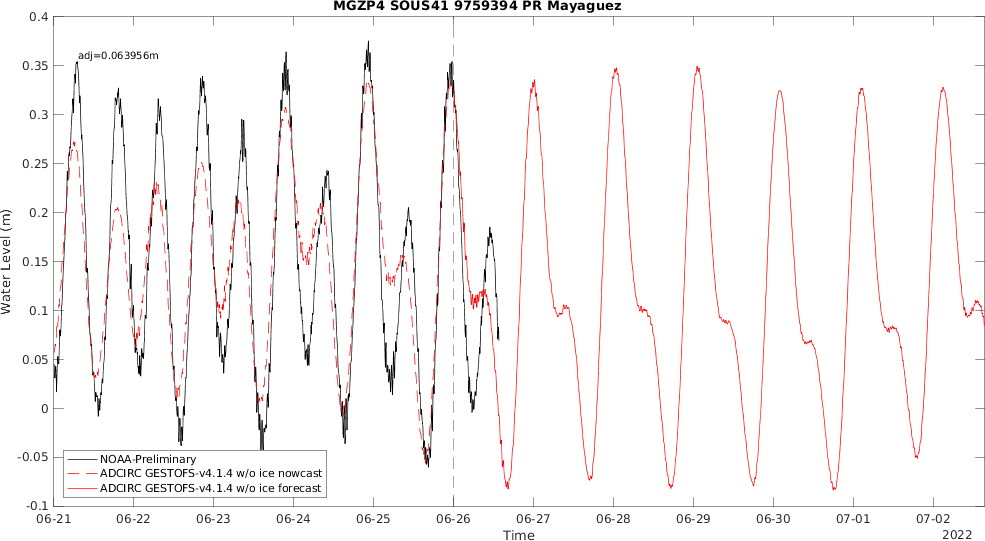 MGZP4 SOUS41 9759394 PR Mayaguez
adj=0.063956m
0.4
0.35
0.3
0.25
0.2
0.15
0.1
0.05
0
-0.05
-0.1
Water Level (m)
NOAA-Preliminary
ADCIRC GESTOFS-v4.1.4 w/o ice nowcast
ADCIRC GESTOFS-v4.1.4 w/o ice forecast
06-21 06-22 06-23 06-24 06-25 06-26 06-27 06-28 06-29 06-30 07-01 07-02
Time
2022